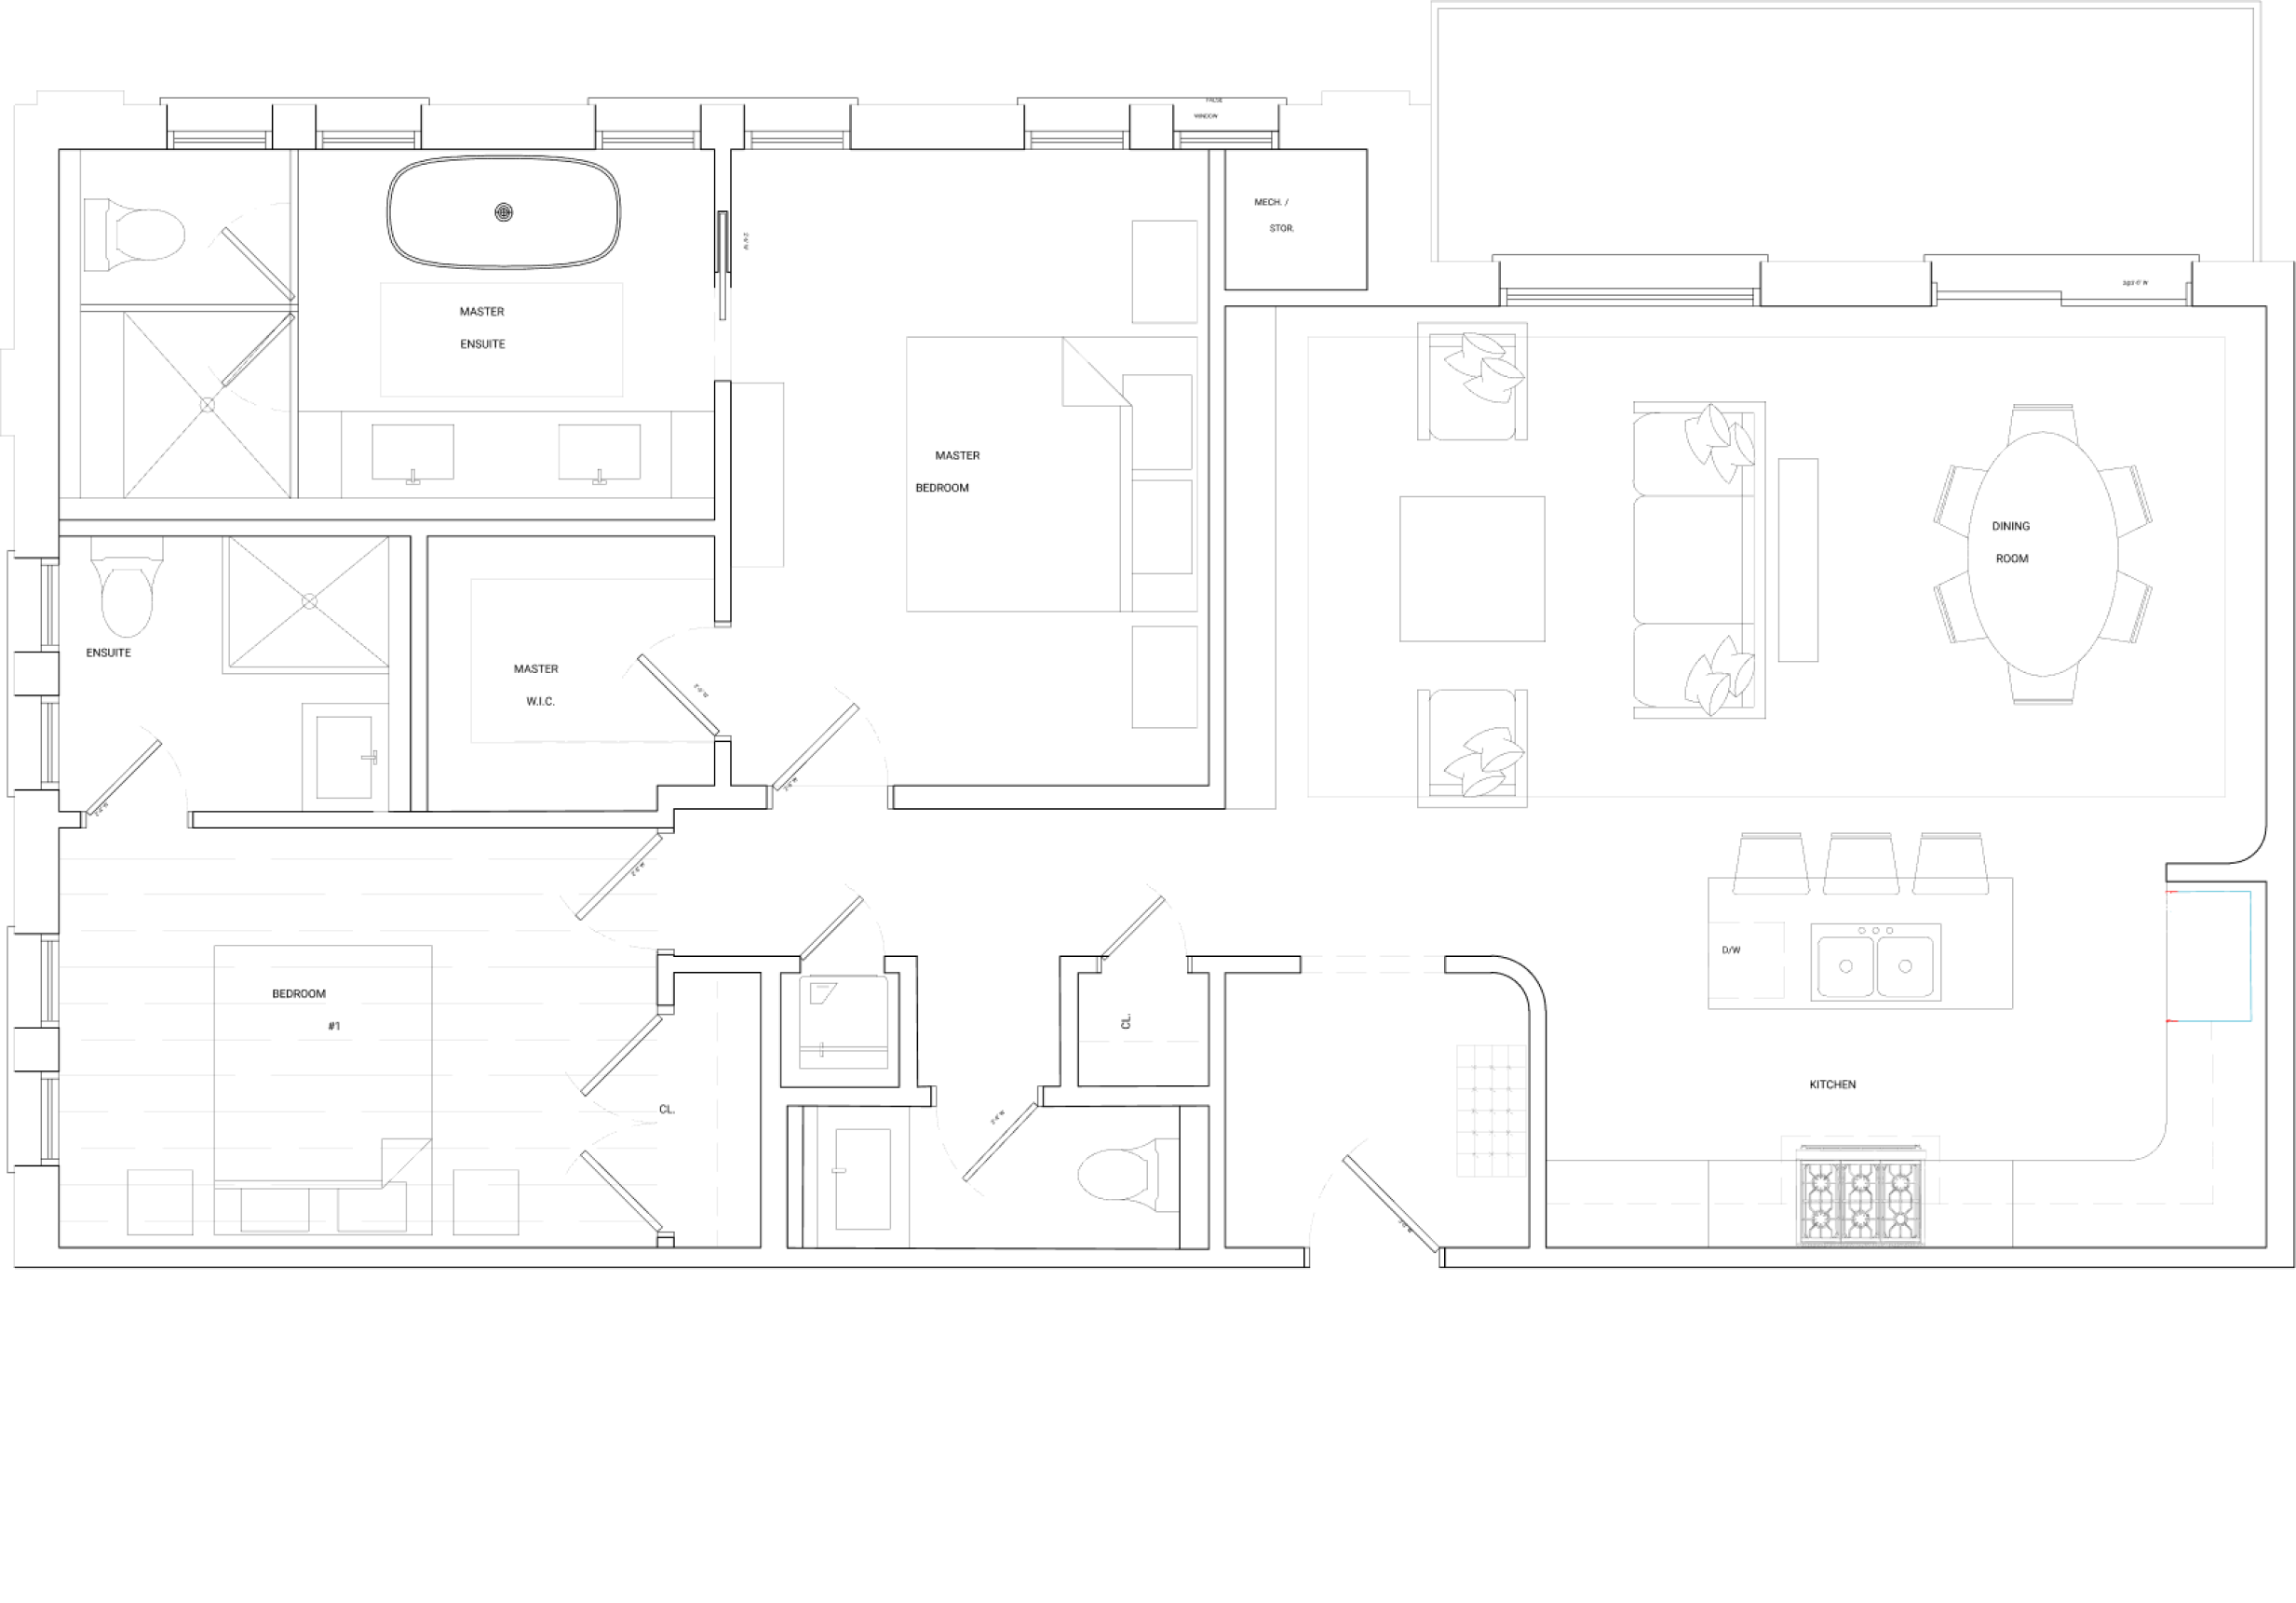 FALSE
WINDOW
MECH. /
STOR.
MASTER
ENSUITE
MASTER
BEDROOM
DINING
ROOM
ENSUITE
MASTER
W.I.C.
D/W
BEDROOM
#1
CL.
CL.
KITCHEN